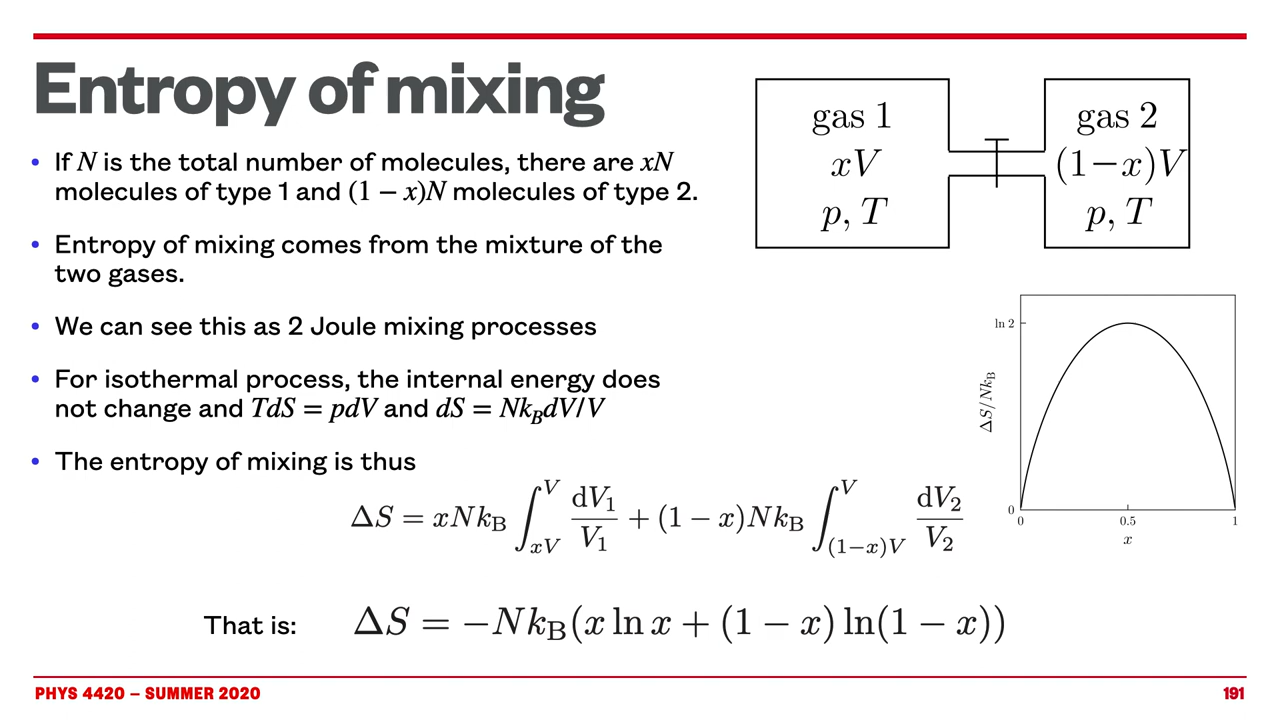 Entropy of mixing
• If N is the total number of molecules, there are xN
molecules of type 1 and (1 − x)N molecules of type 2.
• Entropy of mixing comes from the mixture of the
two gases.
• We can see this as 2 Joule mixing processes
• For isothermal process, the internal energy does
not change and TdS = pdV and dS = Nk_BdV/V
• The entropy of mixing is thus
ΔS = xNk_B ∫_{xV}^{V} dV₁/V₁ + (1 − x)Nk_B ∫_{(1−x)V}^{V} dV₂/V₂
That is: ΔS = −Nk_B(x ln x + (1 − x) ln(1 − x))
gas 1
xV
p, T
gas 2
(1−x)V
p, T
ln 2
ΔS/Nk_B
0
0 0.5 1
x
PHYS 4420 – SUMMER 2020
191